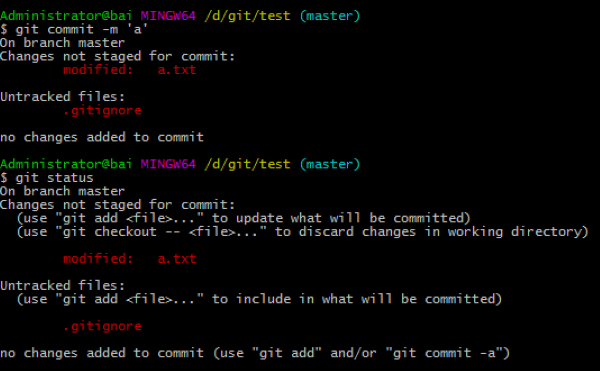 Administrator@bai MINGW64 /d/git/test (master)
$ git commit -m 'a'
On branch master
Changes not staged for commit:
        modified:   a.txt

Untracked files:
        .gitignore

no changes added to commit

Administrator@bai MINGW64 /d/git/test (master)
$ git status
On branch master
Changes not staged for commit:
  (use "git add <file>..." to update what will be committed)
  (use "git checkout -- <file>..." to discard changes in working directory)

        modified:   a.txt

Untracked files:
  (use "git add <file>..." to include in what will be committed)

        .gitignore

no changes added to commit (use "git add" and/or "git commit -a")